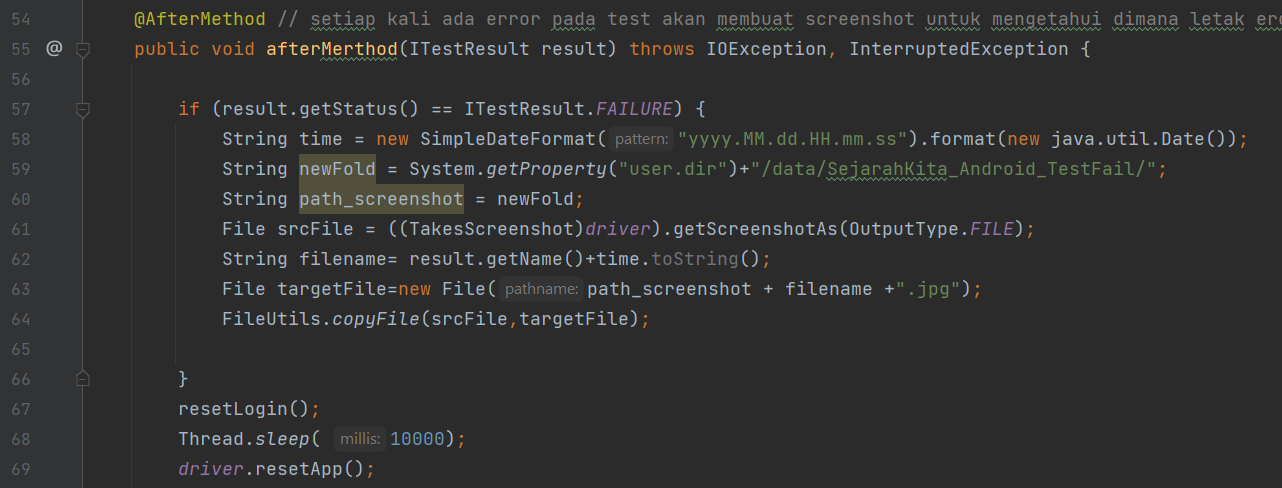 54 @AfterMethod // setiap kali ada error pada test akan membuat screenshot untuk mengetahui dimana letak
55 @ public void afterMerthod(ITestResult result) throws IOException, InterruptedException {
56
57 if (result.getStatus() == ITestResult.FAILURE) {
58 String time = new SimpleDateFormat( pattern: "yyyy.MM.dd.HH.mm.ss").format(new java.util.Date());
59 String newFold = System.getProperty("user.dir")+"/data/SejarahKita_Android_TestFail/";
60 String path_screenshot = newFold;
61 File srcFile = ((TakesScreenshot)driver).getScreenshotAs(OutputType.FILE);
62 String filename= result.getName()+time.toString();
63 File targetFile=new File( pathname: path_screenshot + filename +".jpg");
64 FileUtils.copyFile(srcFile,targetFile);
65
66 }
67 resetLogin();
68 Thread.sleep( millis: 10000);
69 driver.resetApp();